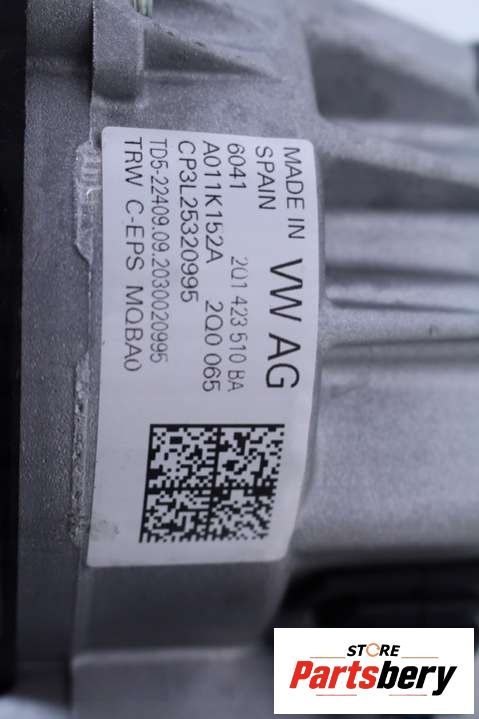 MADE IN
SPAIN
VW AG
6041
2Q1 423 510 BA
A011K152A 2Q0 065
CP3L25320995
TD5-22409.09.2030020995
TRW C-EPS MQBA0
STORE
Partsbery